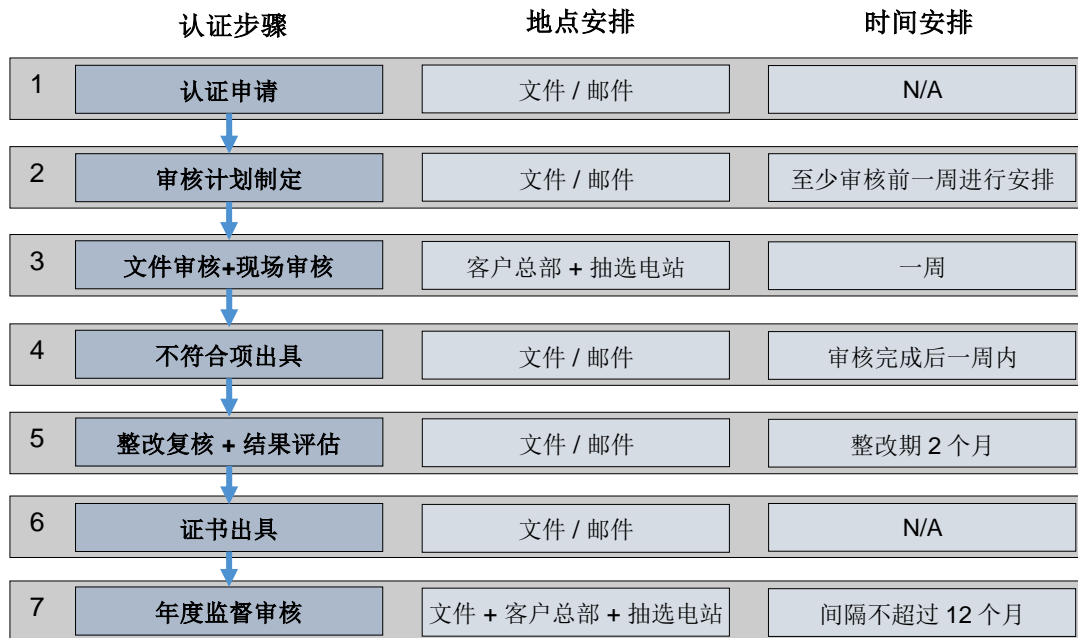 认证步骤 地点安排 时间安排
1 认证申请 文件 / 邮件 N/A
2 审核计划制定 文件 / 邮件 至少审核前一周进行安排
3 文件审核+现场审核 客户总部 + 抽选电站 一周
4 不符合项出具 文件 / 邮件 审核完成后一周内
5 整改复核 + 结果评估 文件 / 邮件 整改期 2 个月
6 证书出具 文件 / 邮件 N/A
7 年度监督审核 文件 + 客户总部 + 抽选电站 间隔不超过 12 个月